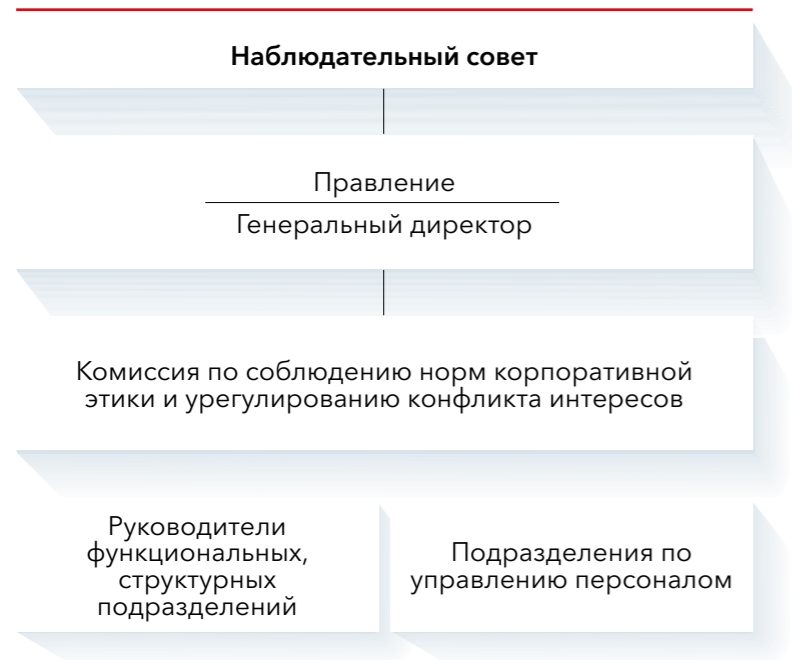 Наблюдательный совет
Правление
Генеральный директор
Комиссия по соблюдению норм корпоративной
этики и урегулированию конфликта интересов
Руководители
функциональных,
структурных
подразделений
Подразделения по
управлению персоналом